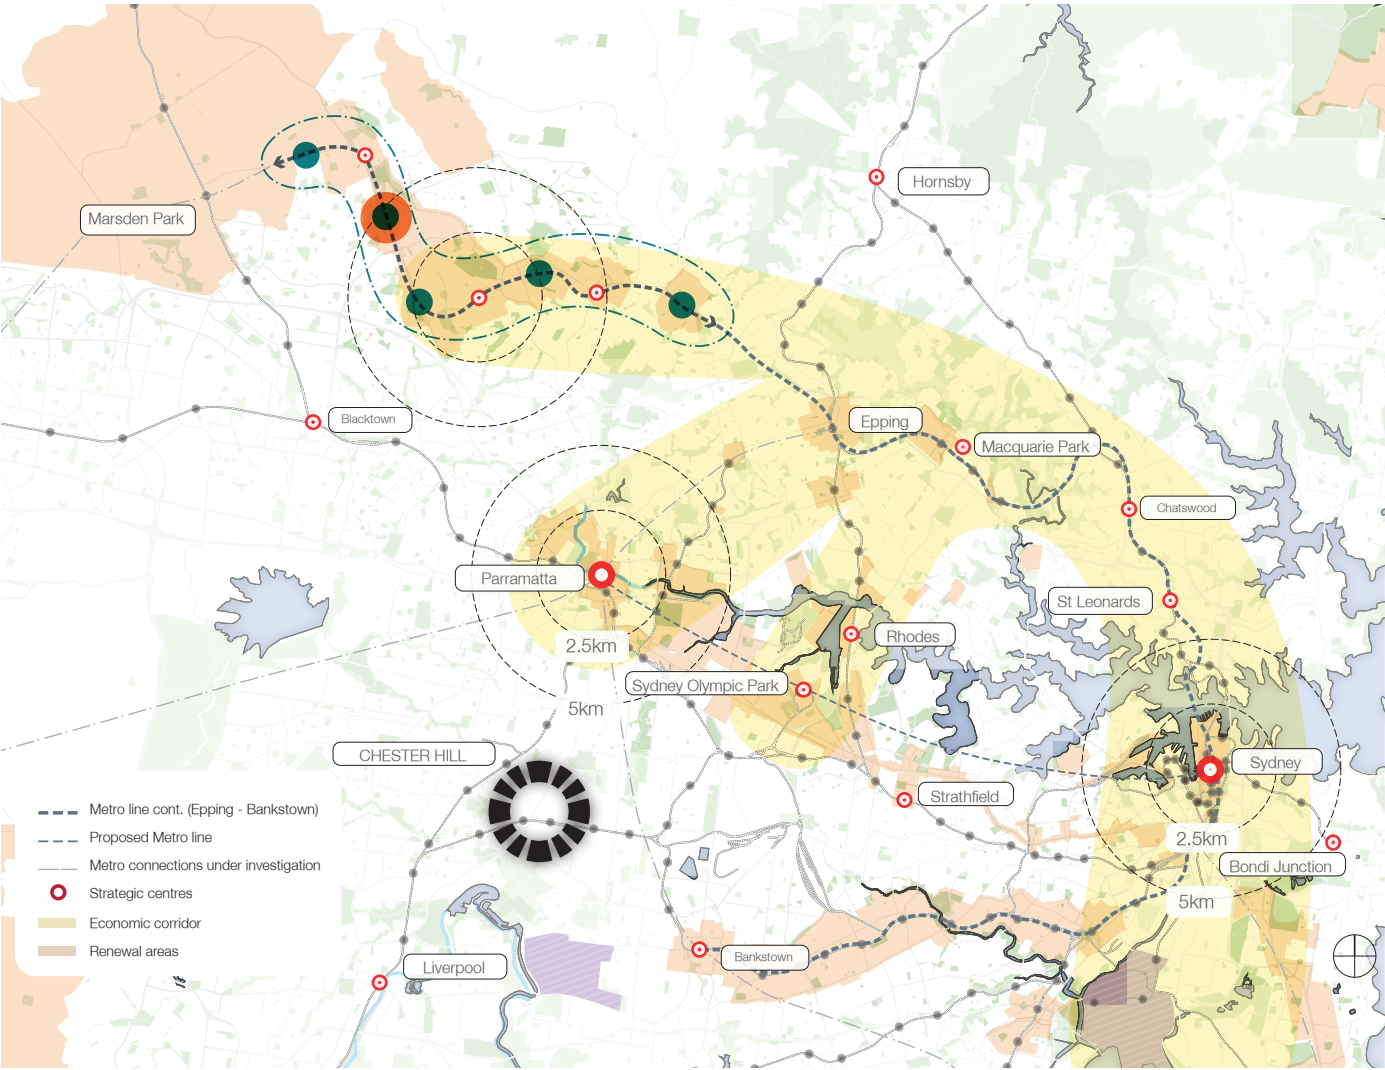 Hornsby
Marsden Park
Blacktown
Epping
Macquarie Park
Chatswood
Parramatta
St Leonards
Rhodes
2.5km
Sydney Olympic Park
5km
CHESTER HILL
Sydney
Strathfield
2.5km
Bondi Junction
5km
Bankstown
Liverpool
Metro line cont. (Epping - Bankstown)
Proposed Metro line
Metro connections under investigation
Strategic centres
Economic corridor
Renewal areas